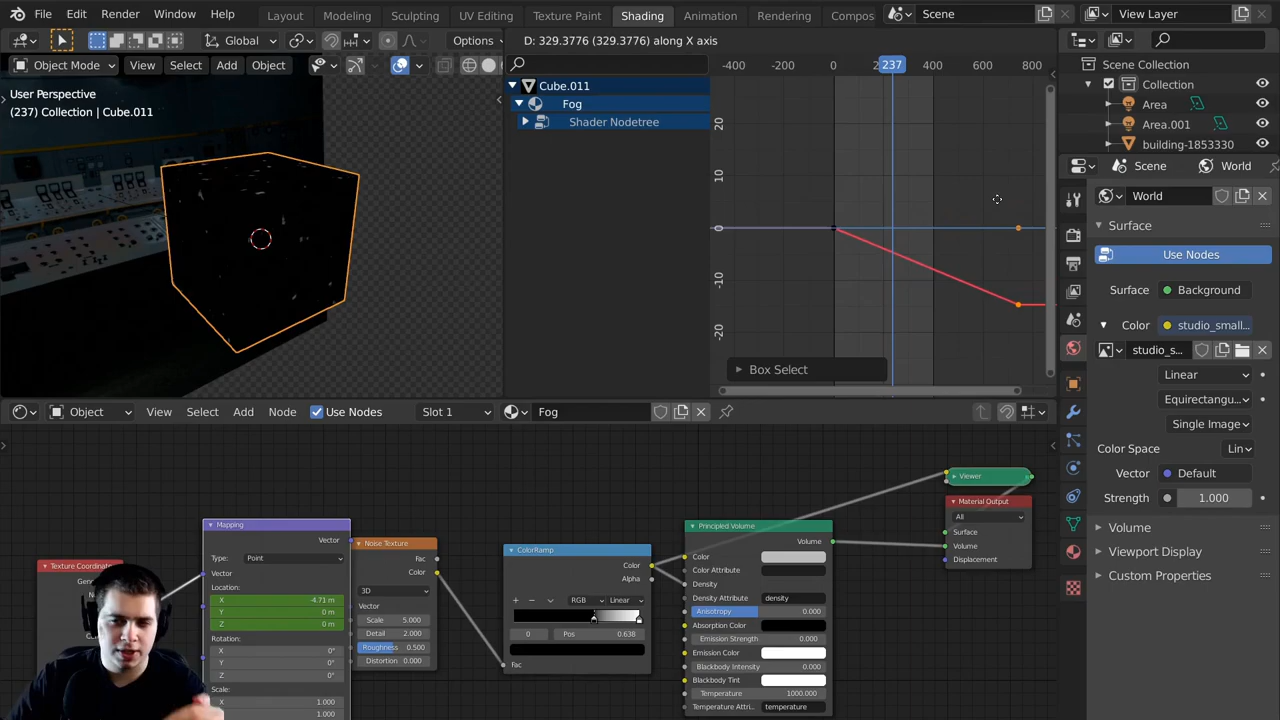 File Edit Render Window Help Layout Modeling Sculpting UV Editing Texture Paint Shading Animation Rendering Compos Scene View Layer
Global Options D: 329.3776 (329.3776) along X axis
Object Mode View Select Add Object
-400 0 237 400 600 800
User Perspective
(237) Collection | Cube.011
Cube.011
Fog
Shader Nodetree
20
10
0
-10
-20
Box Select
Scene Collection
Collection
Area
Area.001
building-1853330
Scene World
World
Surface
Use Nodes
Surface: Background
Color studio_small...
studio_s...
Linear
Equirectangu...
Single Image
Color Space Lin
Vector Default
Strength 1.000
Volume
Viewport Display
Custom Properties
Object View Select Add Node Use Nodes Slot 1 Fog
Texture Coordinate
Gene
Mapping
Vector
Type: Point
Vector
Location:
X -4.71 m
Y 0 m
Z 0 m
Rotation:
X 0°
Y 0°
Z 0°
Scale:
X 1.000
1.000
Noise Texture
Fac
Color
3D
Vector
Scale 5.000
Detail 2.000
Roughness 0.500
Distortion 0.000
ColorRamp
Color
Alpha
+ − RGB Linear
0 Pos 0.638
Fac
Principled Volume
Volume
Color
Color Attribute
Density
Density Attribute density
Anisotropy 0.000
Absorption Color
Emission Strength 0.000
Emission Color
Blackbody Intensity 0.000
Blackbody Tint
Temperature 1000.000
Temperature Attri... temperature
Viewer
Material Output
All
Surface
Volume
Displacement